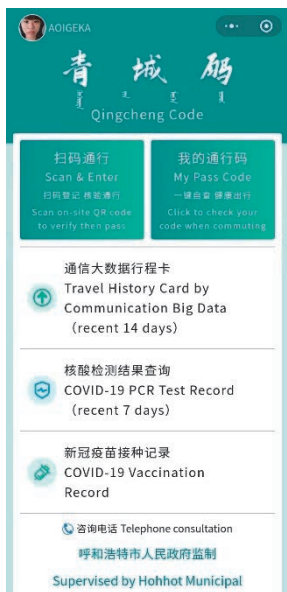 AOIGEKA
青城码
Qingcheng Code
扫码通行
Scan & Enter
扫码登记 核验通行
Scan on-site QR code
to verify then pass
我的通行码
My Pass Code
一键自查 健康出行
Click to check your
code when commuting
通信大数据行程卡
Travel History Card by
Communication Big Data
（recent 14 days）
核酸检测结果查询
COVID-19 PCR Test Record
（recent 7 days）
新冠疫苗接种记录
COVID-19 Vaccination
Record
咨询电话 Telephone consultation
呼和浩特市人民政府监制
Supervised by Hohhot Municipal